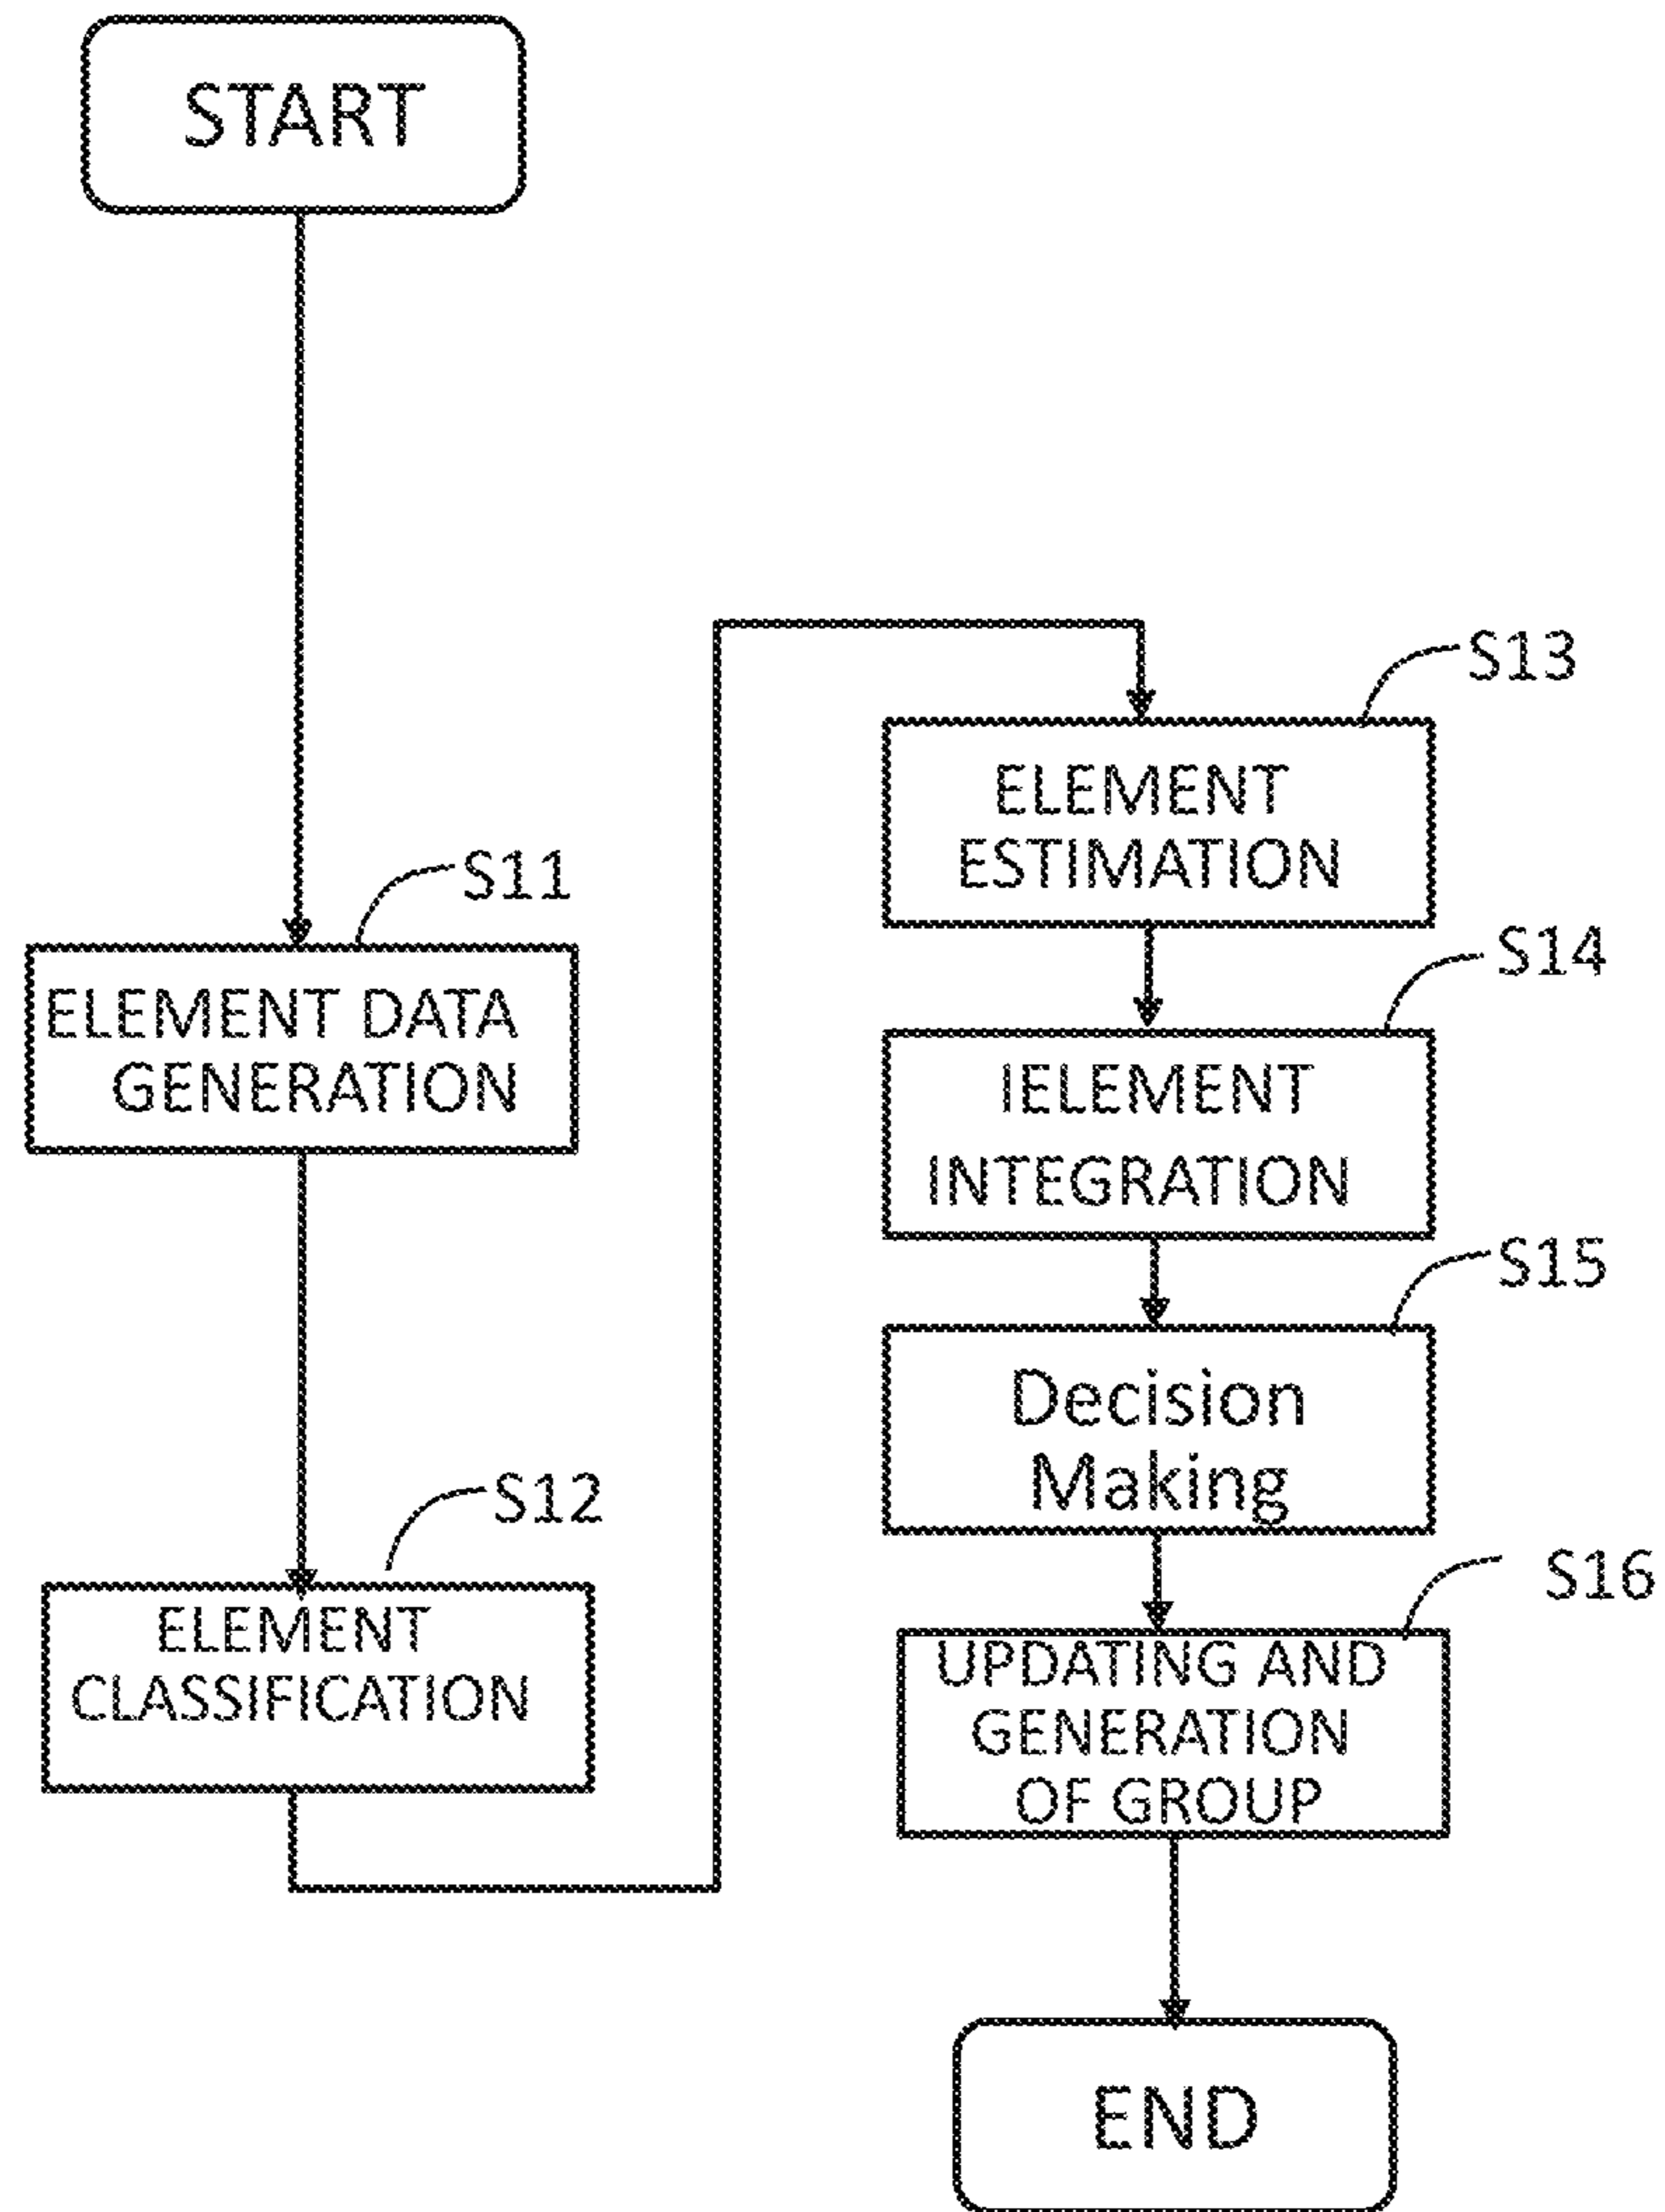 START
S11
ELEMENT DATA
GENERATION
S12
ELEMENT
CLASSIFICATION
S13
ELEMENT
ESTIMATION
S14
IELEMENT
INTEGRATION
S15
Decision
Making
S16
UPDATING AND
GENERATION
OF GROUP
END